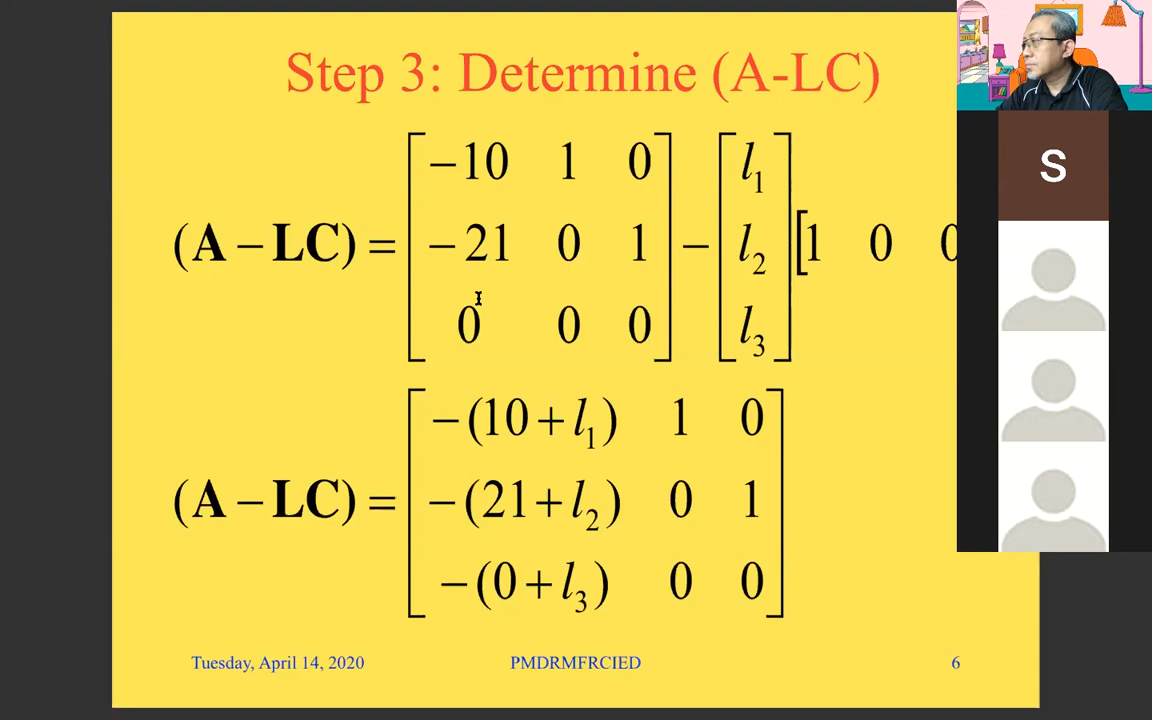 Step 3: Determine (A-LC)
(A − LC) = [−10 1 0; −21 0 1; 0 0 0] − [l₁; l₂; l₃] [1 0 0
(A − LC) = [−(10 + l₁) 1 0; −(21 + l₂) 0 1; −(0 + l₃) 0 0]
Tuesday, April 14, 2020 PMDRMFRCIED 6
S